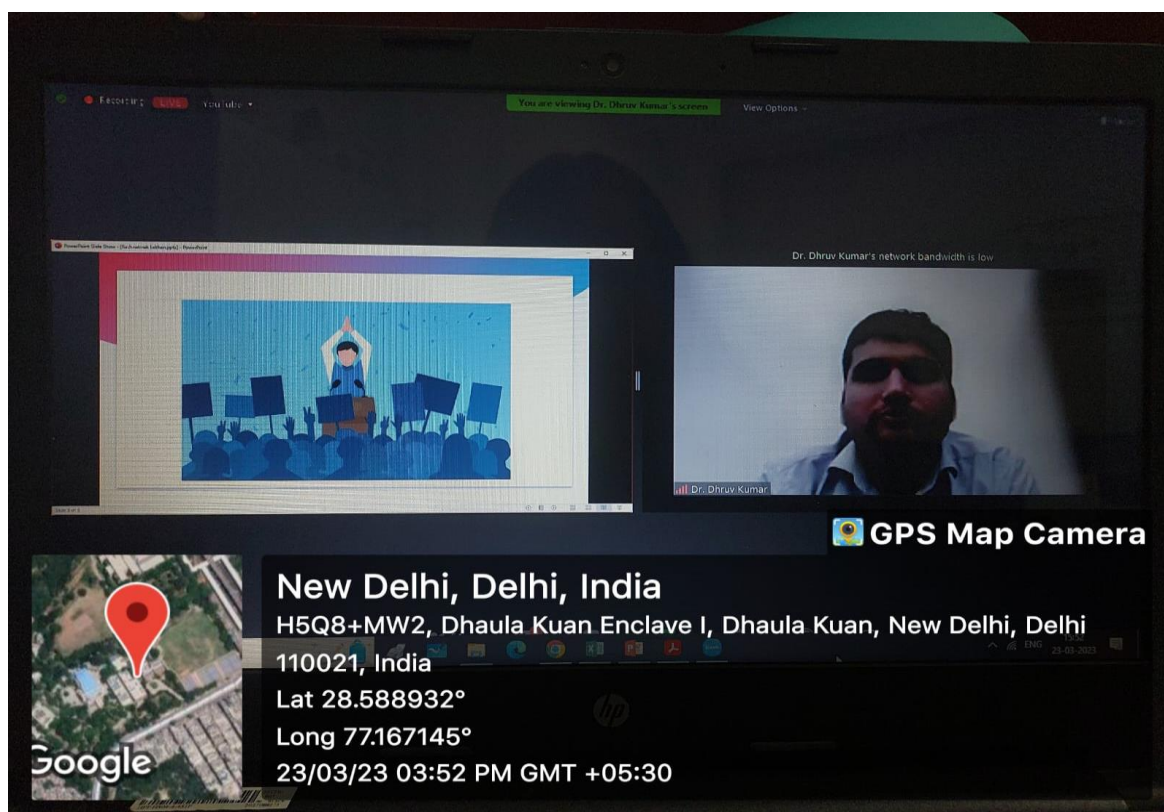 Recording LIVE YouTube
You are viewing Dr. Dhruv Kumar's screen
View Options
Dr. Dhruv Kumar's network bandwidth is low
Dr. Dhruv Kumar
GPS Map Camera
New Delhi, Delhi, India
H5Q8+MW2, Dhaula Kuan Enclave I, Dhaula Kuan, New Delhi, Delhi
110021, India
Lat 28.588932°
Long 77.167145°
23/03/23 03:52 PM GMT +05:30
Google
ENG
15:52
23-03-2023
hp